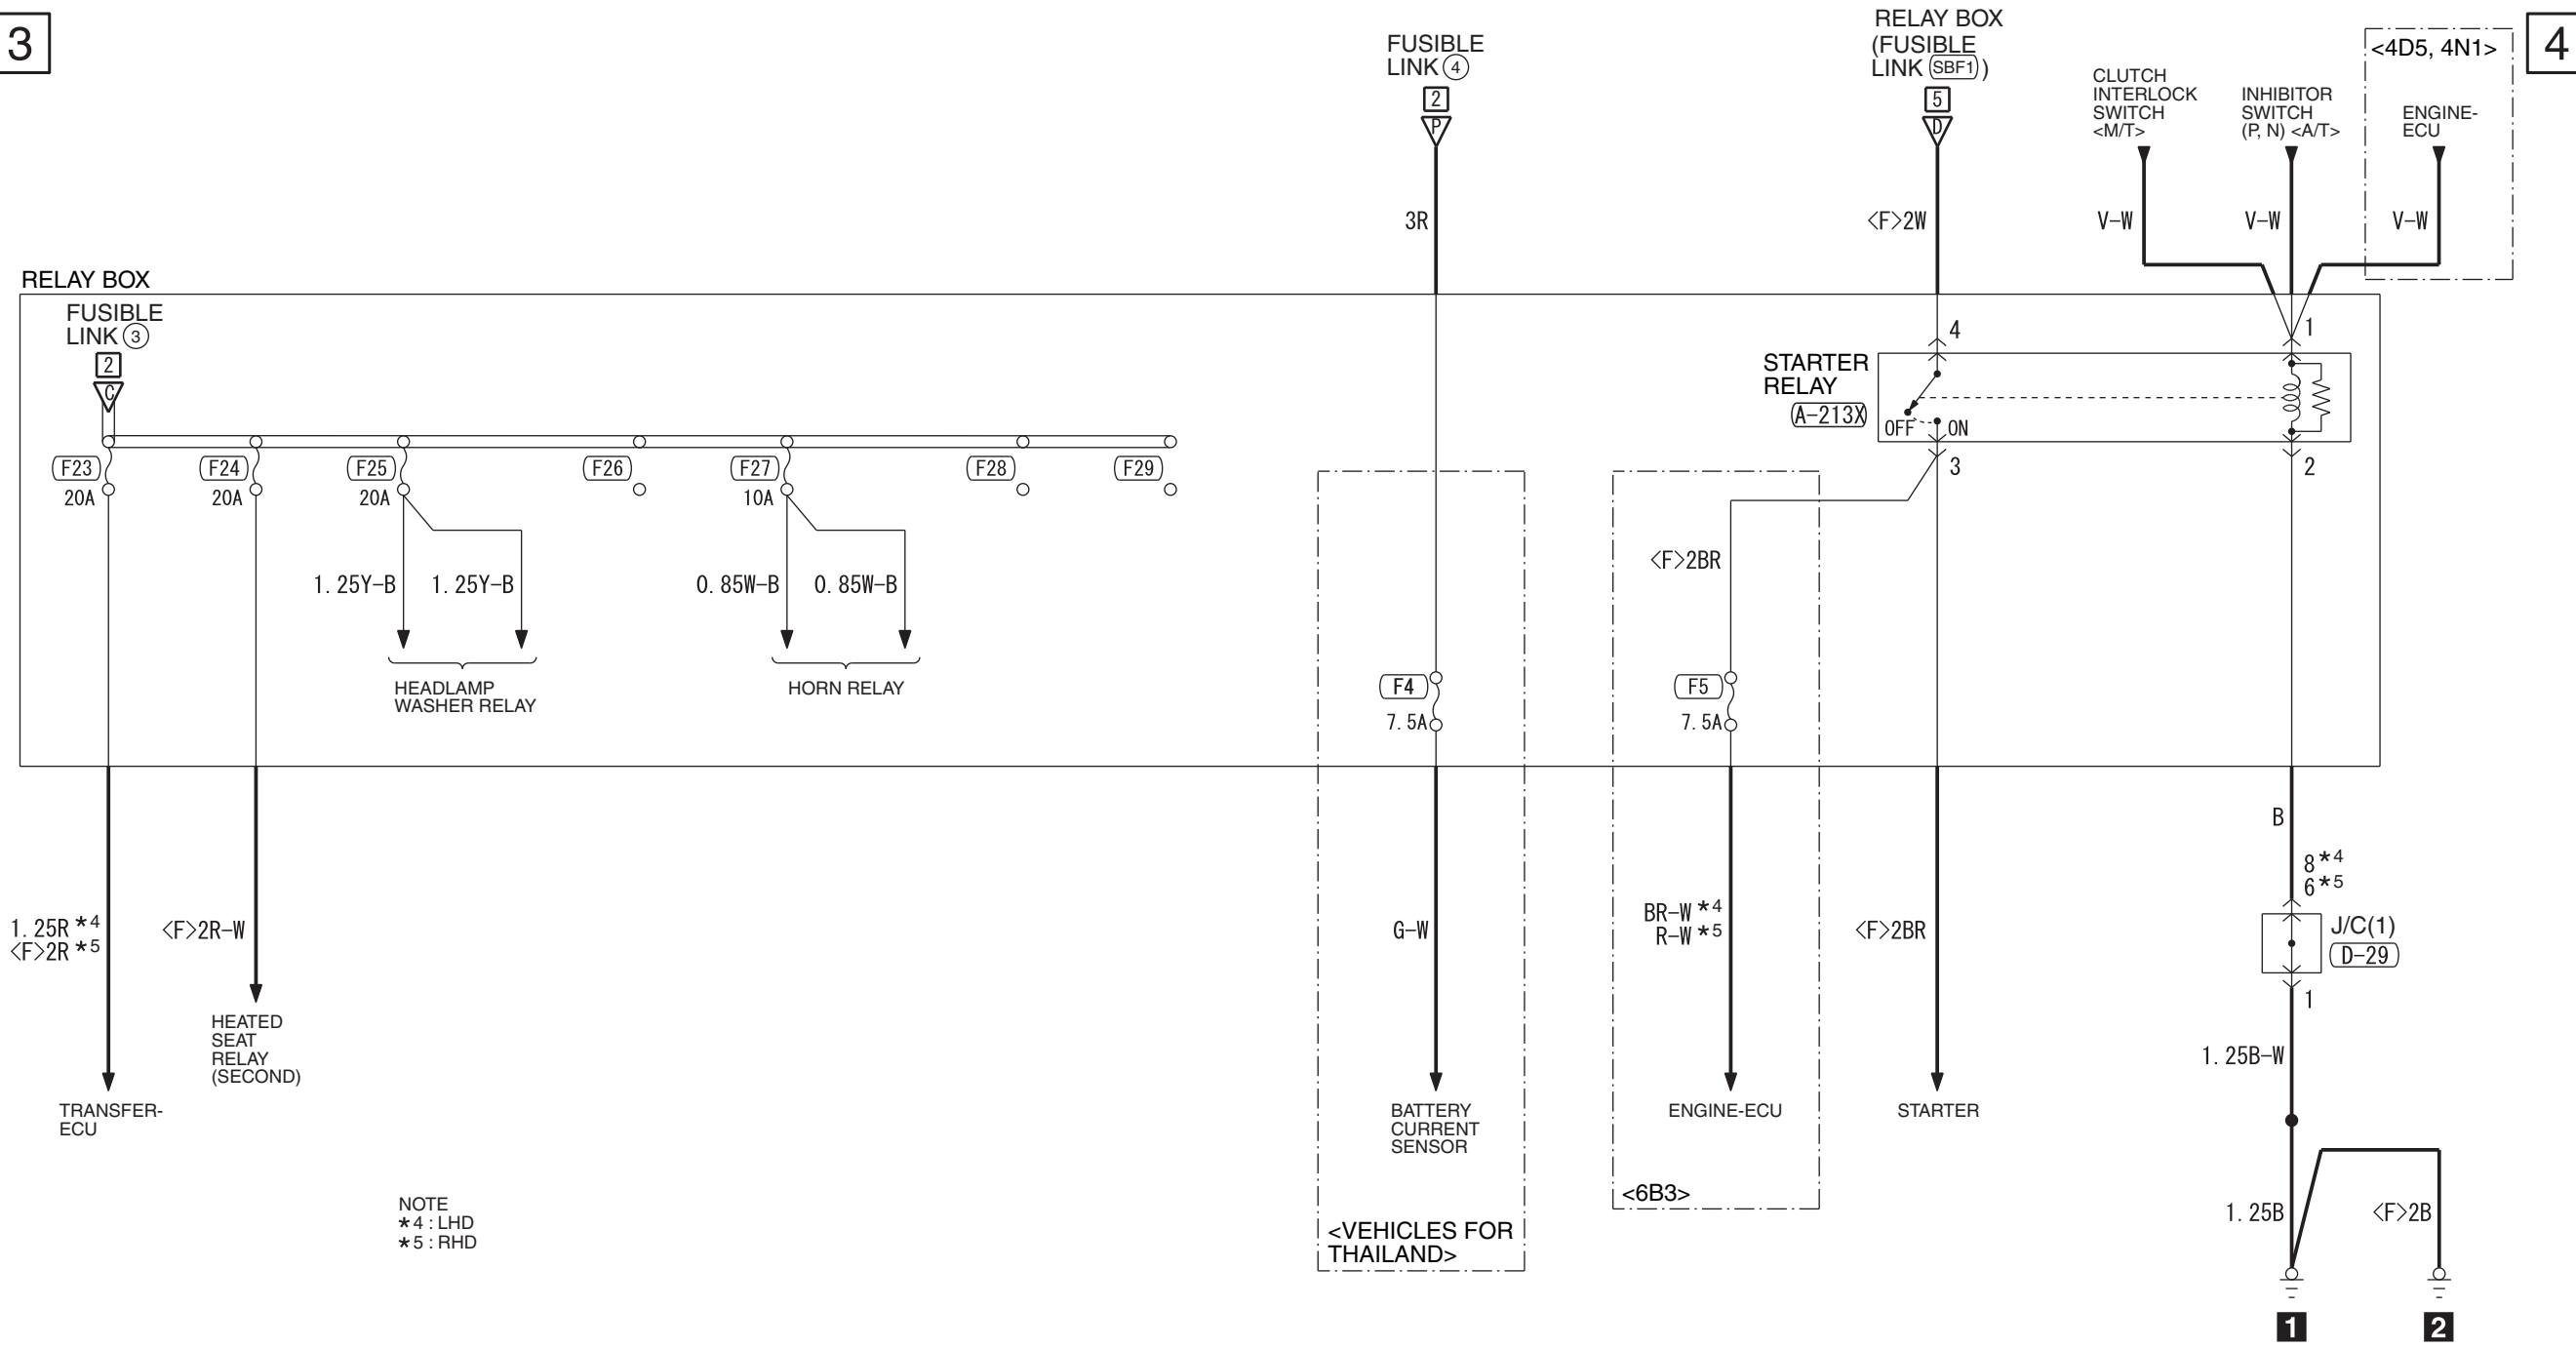 3
4
FUSIBLE
LINK 4
2
P
3R
RELAY BOX
(FUSIBLE
LINK SBF1)
5
D
<F>2W
CLUTCH
INTERLOCK
SWITCH
<M/T>
V-W
INHIBITOR
SWITCH
(P, N) <A/T>
V-W
<4D5, 4N1>
ENGINE-
ECU
V-W
RELAY BOX
FUSIBLE
LINK 3
2
C
F23
20A
F24
20A
F25
20A
F26
F27
10A
F28
F29
1.25Y-B
1.25Y-B
HEADLAMP
WASHER RELAY
0.85W-B
0.85W-B
HORN RELAY
STARTER
RELAY
A-213X
4
1
OFF
ON
3
2
<F>2BR
F4
7.5A
F5
7.5A
1.25R *4
<F>2R *5
TRANSFER-
ECU
<F>2R-W
HEATED
SEAT
RELAY
(SECOND)
G-W
BATTERY
CURRENT
SENSOR
<VEHICLES FOR
THAILAND>
BR-W *4
R-W *5
ENGINE-ECU
<6B3>
<F>2BR
STARTER
B
8 *4
6 *5
J/C(1)
D-29
1
1.25B-W
1.25B
<F>2B
1
2
NOTE
*4 : LHD
*5 : RHD